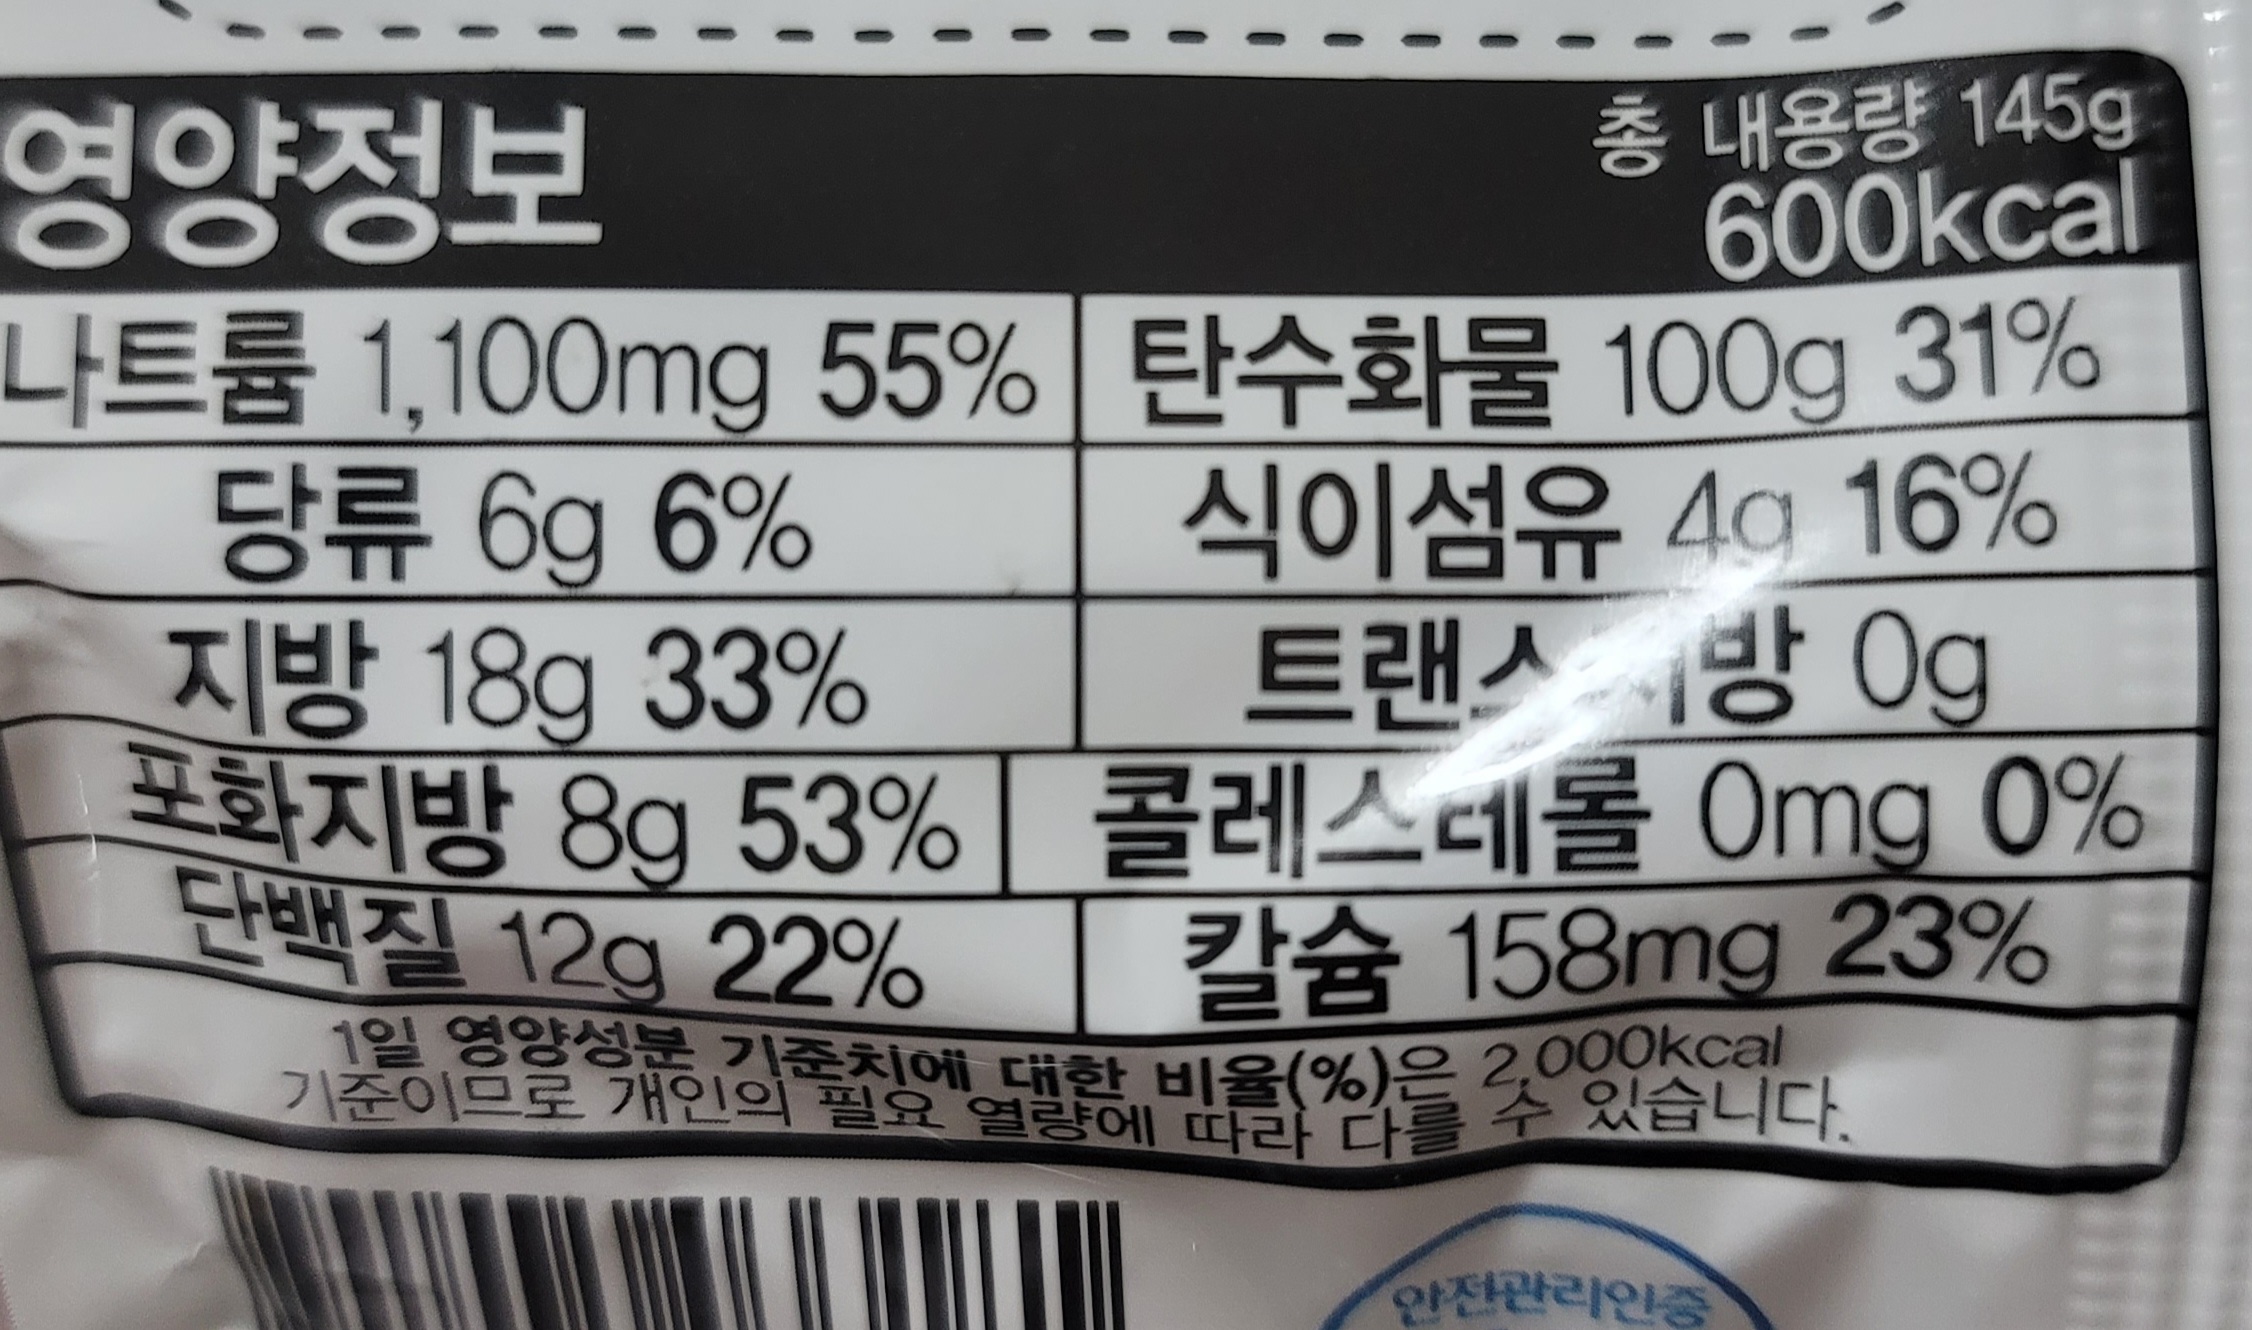 영양정보
총 내용량 145g
600kcal
나트륨 1,100mg 55% 탄수화물 100g 31%
당류 6g 6% 식이섬유 4g 16%
지방 18g 33% 트랜스지방 0g
포화지방 8g 53% 콜레스테롤 0mg 0%
단백질 12g 22% 칼슘 158mg 23%
1일 영양성분 기준치에 대한 비율(%)은 2,000kcal
기준이므로 개인의 필요 열량에 따라 다를 수 있습니다.
안전관리인증